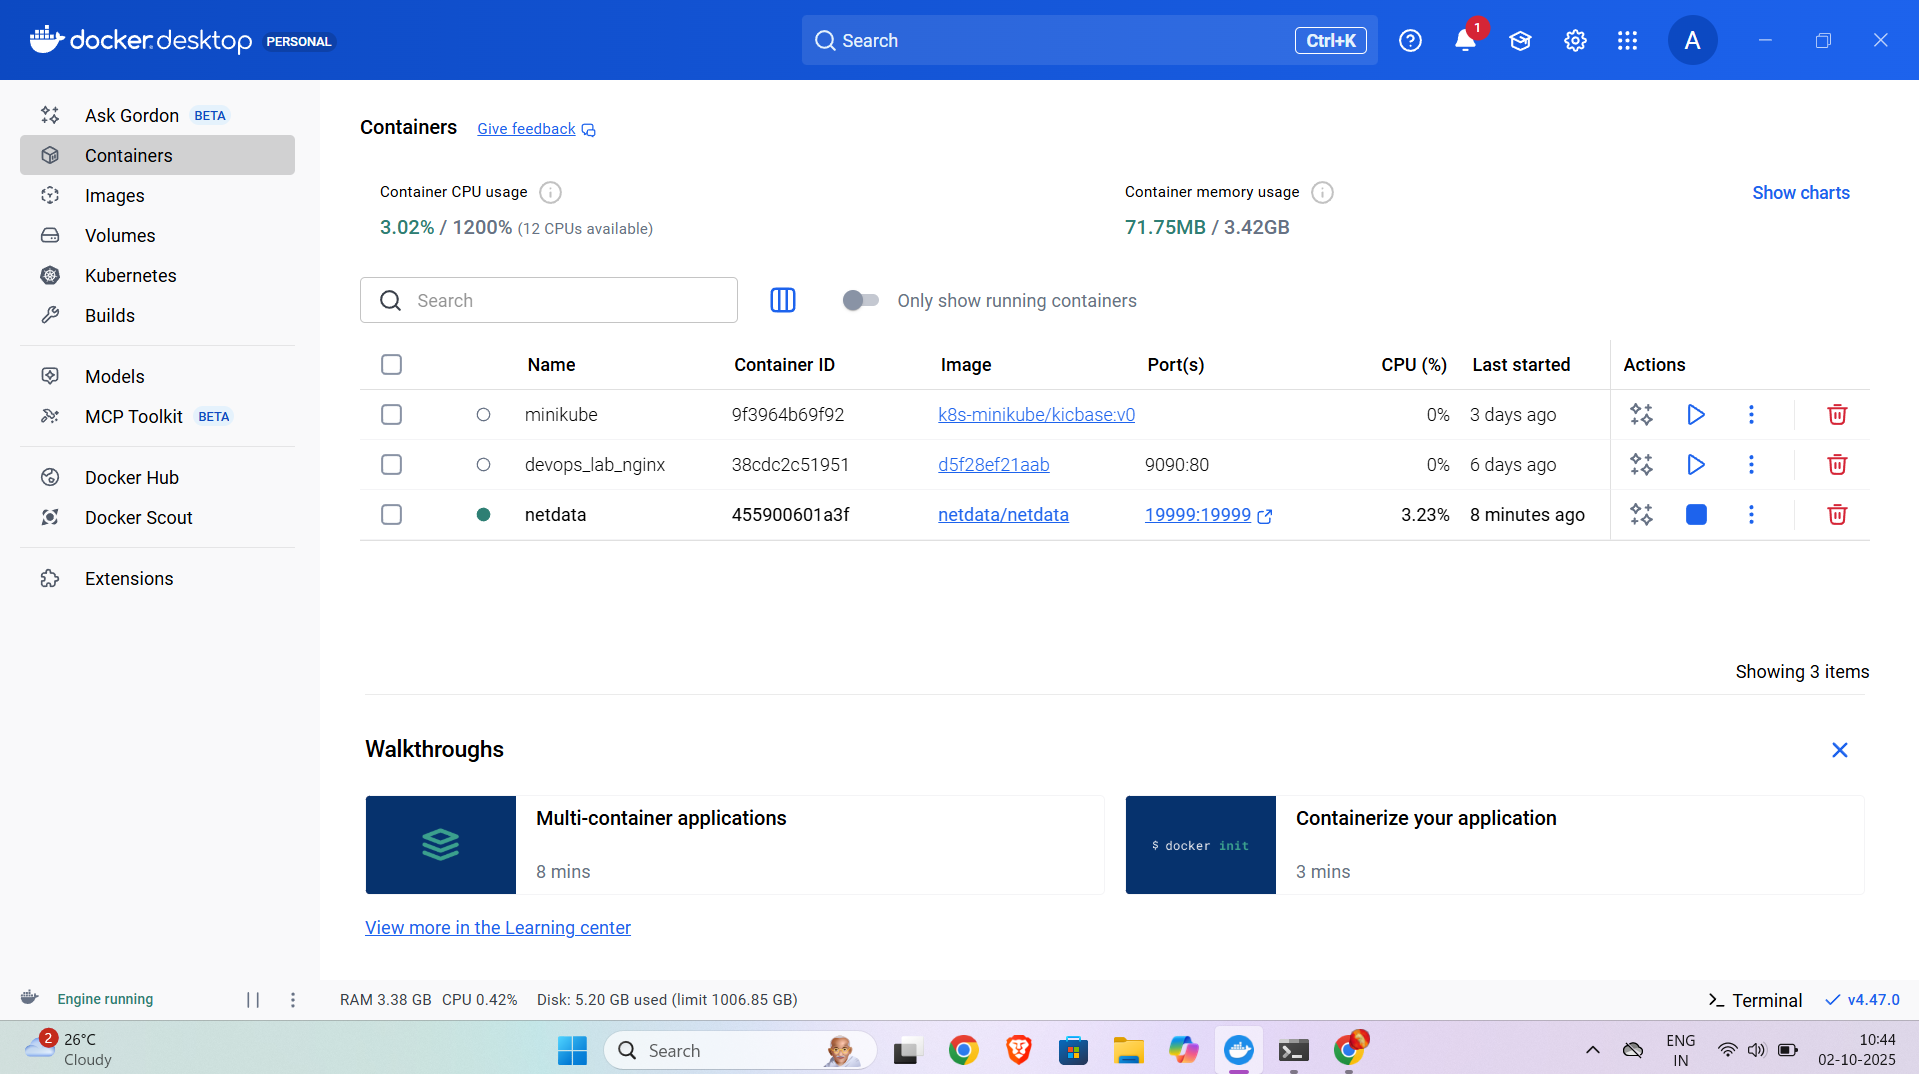 docker.desktop PERSONAL
Search Ctrl+K
1
A
Ask Gordon BETA
Containers
Images
Volumes
Kubernetes
Builds
Models
MCP Toolkit BETA
Docker Hub
Docker Scout
Extensions
Containers Give feedback
Container CPU usage
3.02% / 1200% (12 CPUs available)
Container memory usage
71.75MB / 3.42GB
Show charts
Search
Only show running containers
Name Container ID Image Port(s) CPU (%) Last started Actions
minikube 9f3964b69f92 k8s-minikube/kicbase:v0 0% 3 days ago
devops_lab_nginx 38cdc2c51951 d5f28ef21aab 9090:80 0% 6 days ago
netdata 455900601a3f netdata/netdata 19999:19999 3.23% 8 minutes ago
Showing 3 items
Walkthroughs
Multi-container applications
8 mins
$ docker init
Containerize your application
3 mins
View more in the Learning center
Engine running
RAM 3.38 GB CPU 0.42% Disk: 5.20 GB used (limit 1006.85 GB)
Terminal v4.47.0
2
26°C
Cloudy
Search
ENG
IN
10:44
02-10-2025